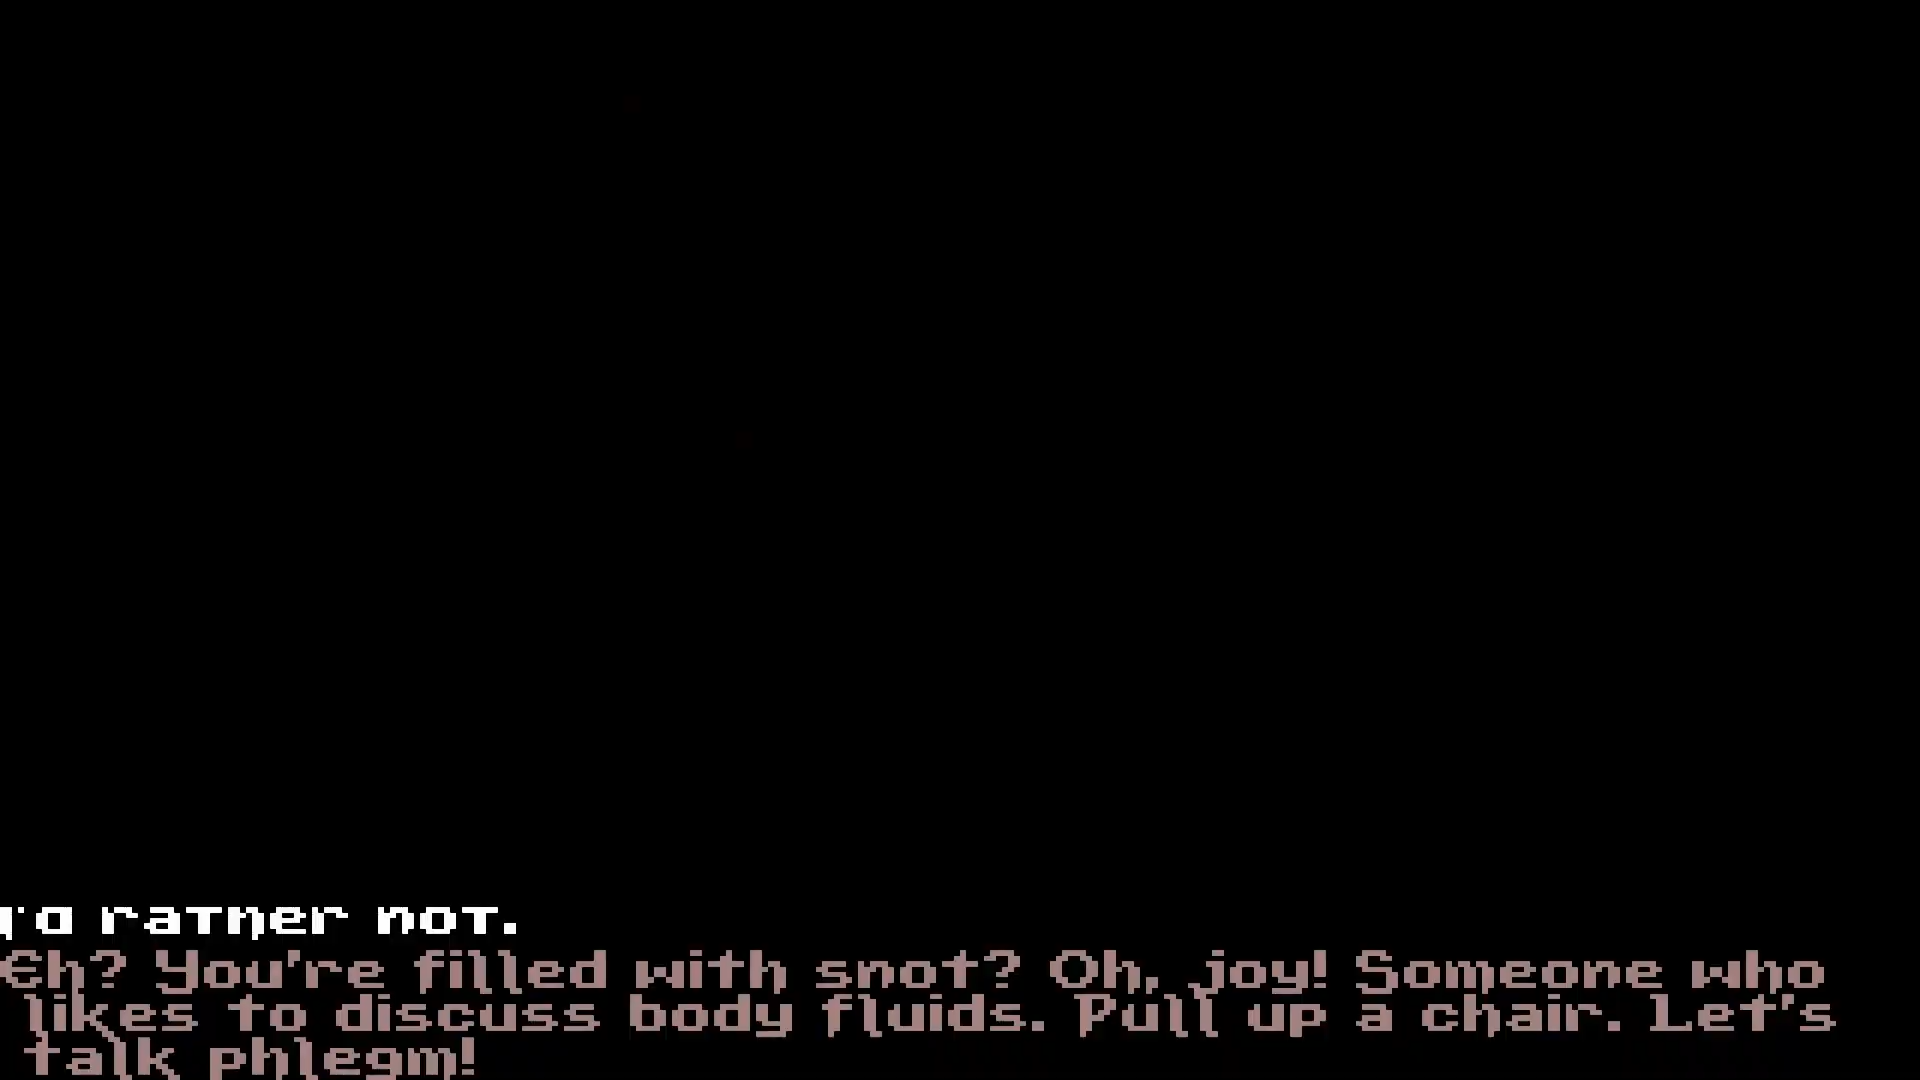 I'd rather not.
Eh? You're filled with snot? Oh, joy! Someone who
likes to discuss body fluids. Pull up a chair. Let's
talk phlegm!